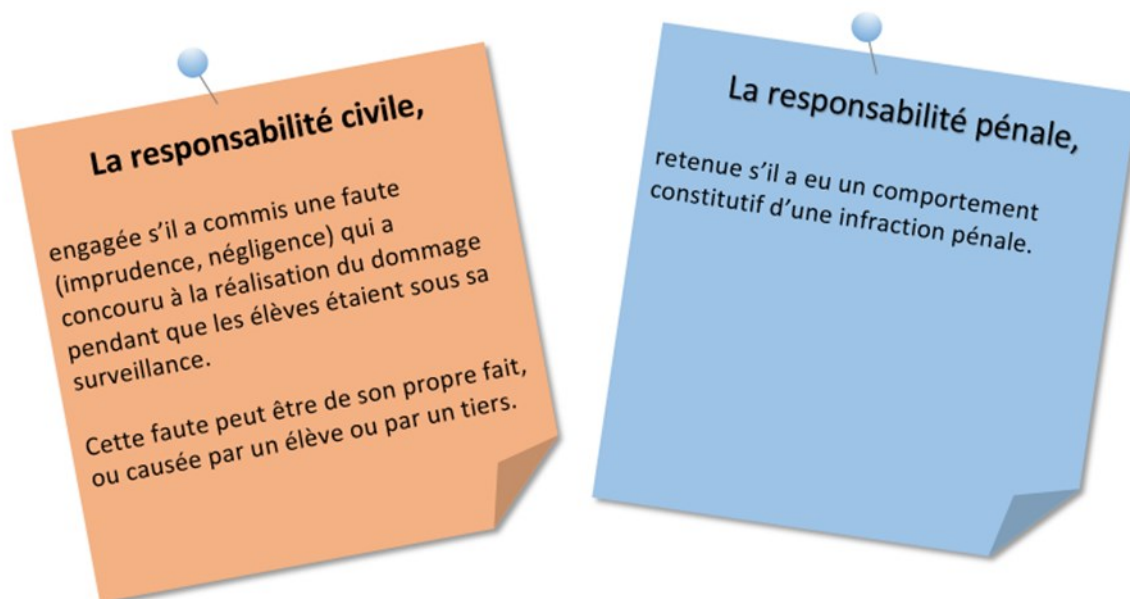 La responsabilité civile,
engagée s'il a commis une faute
(imprudence, négligence) qui a
concouru à la réalisation du dommage
pendant que les élèves étaient sous sa
surveillance.
Cette faute peut être de son propre fait,
ou causée par un élève ou par un tiers.
La responsabilité pénale,
retenue s'il a eu un comportement
constitutif d'une infraction pénale.